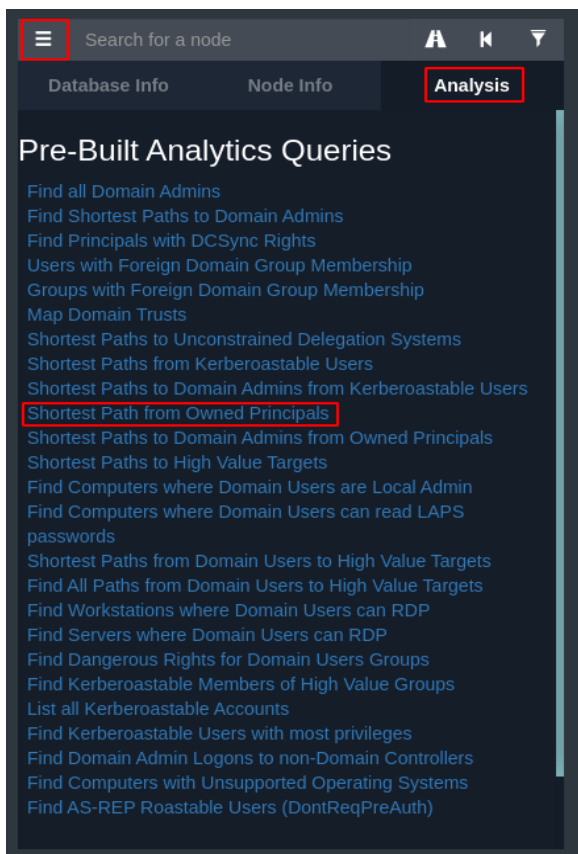 Search for a node
Database Info Node Info Analysis
Pre-Built Analytics Queries
Find all Domain Admins
Find Shortest Paths to Domain Admins
Find Principals with DCSync Rights
Users with Foreign Domain Group Membership
Groups with Foreign Domain Group Membership
Map Domain Trusts
Shortest Paths to Unconstrained Delegation Systems
Shortest Paths from Kerberoastable Users
Shortest Paths to Domain Admins from Kerberoastable Users
Shortest Path from Owned Principals
Shortest Paths to Domain Admins from Owned Principals
Shortest Paths to High Value Targets
Find Computers where Domain Users are Local Admin
Find Computers where Domain Users can read LAPS
passwords
Shortest Paths from Domain Users to High Value Targets
Find All Paths from Domain Users to High Value Targets
Find Workstations where Domain Users can RDP
Find Servers where Domain Users can RDP
Find Dangerous Rights for Domain Users Groups
Find Kerberoastable Members of High Value Groups
List all Kerberoastable Accounts
Find Kerberoastable Users with most privileges
Find Domain Admin Logons to non-Domain Controllers
Find Computers with Unsupported Operating Systems
Find AS-REP Roastable Users (DontReqPreAuth)